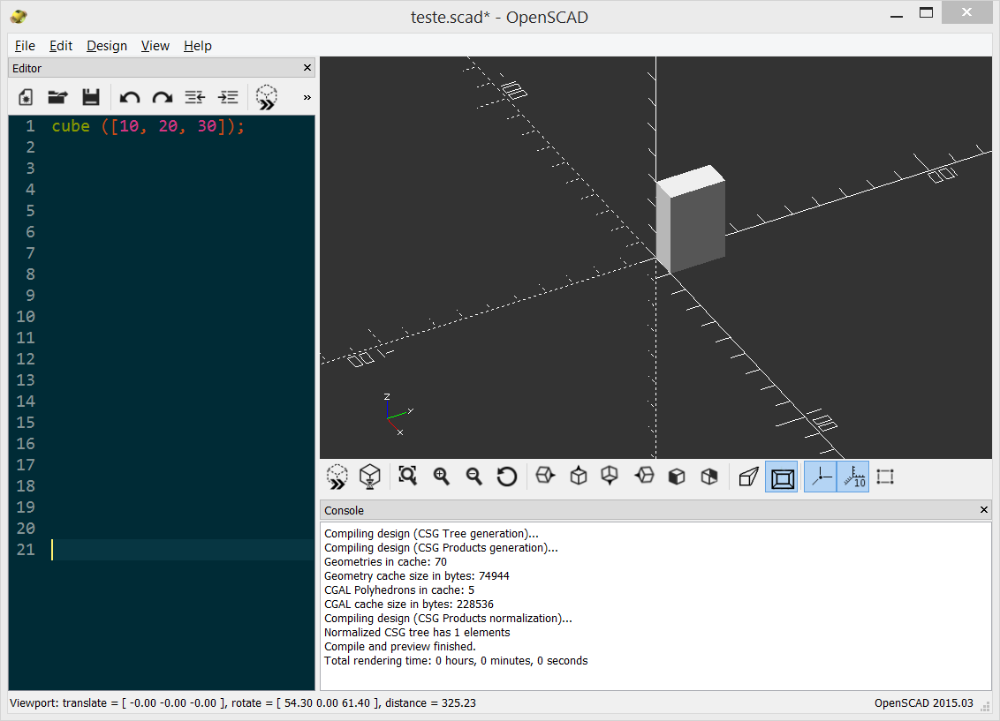 teste.scad* - OpenSCAD
File Edit Design View Help
Editor
1 cube ([10, 20, 30]);
2
3
4
5
6
7
8
9
10
11
12
13
14
15
16
17
18
19
20
21
Z
Y
X
10
Console
Compiling design (CSG Tree generation)...
Compiling design (CSG Products generation)...
Geometries in cache: 70
Geometry cache size in bytes: 74944
CGAL Polyhedrons in cache: 5
CGAL cache size in bytes: 228536
Compiling design (CSG Products normalization)...
Normalized CSG tree has 1 elements
Compile and preview finished.
Total rendering time: 0 hours, 0 minutes, 0 seconds
Viewport: translate = [ -0.00 -0.00 -0.00 ], rotate = [ 54.30 0.00 61.40 ], distance = 325.23
OpenSCAD 2015.03